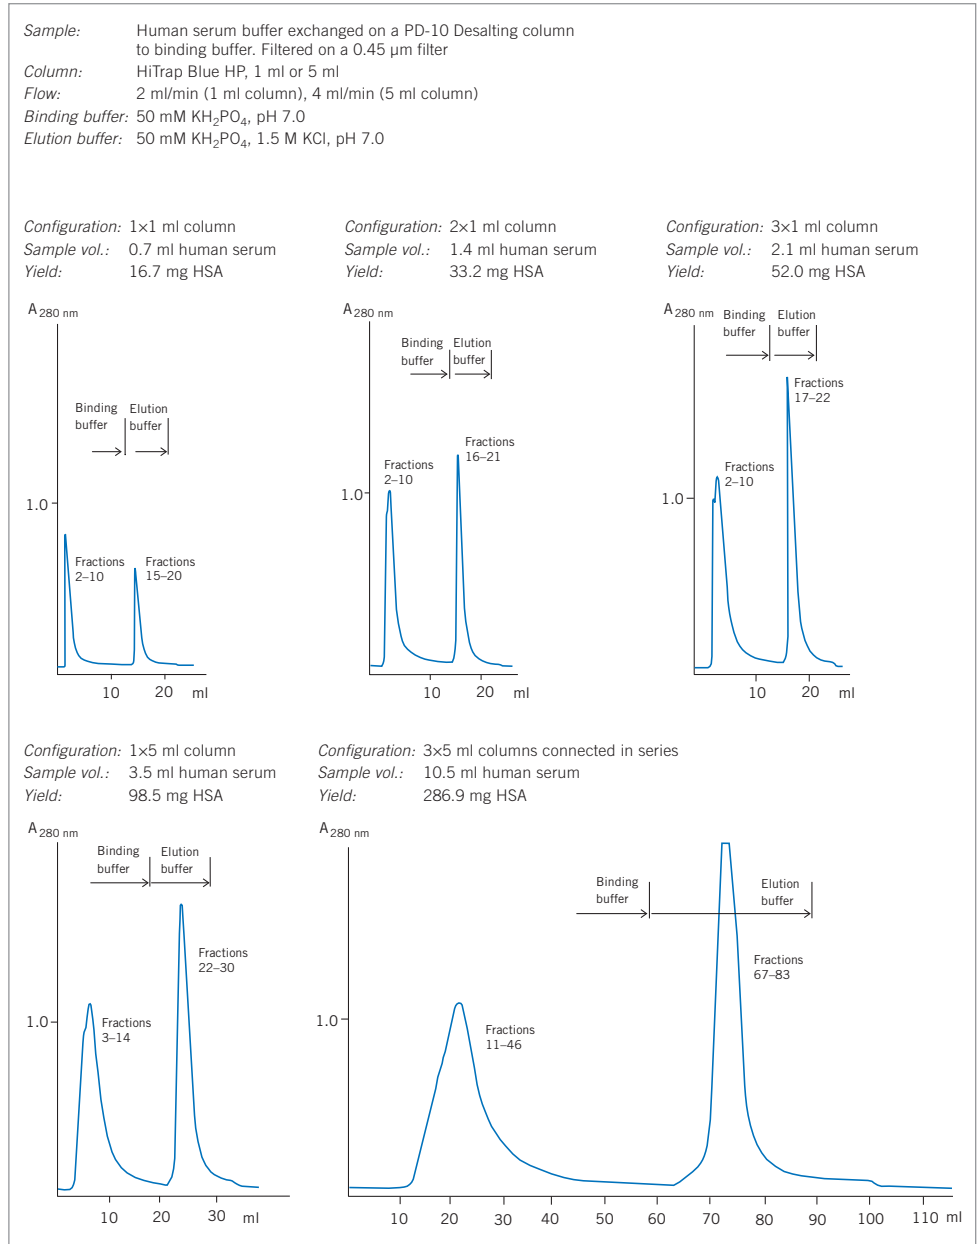 Sample: Human serum buffer exchanged on a PD-10 Desalting column
to binding buffer. Filtered on a 0.45 µm filter
Column: HiTrap Blue HP, 1 ml or 5 ml
Flow: 2 ml/min (1 ml column), 4 ml/min (5 ml column)
Binding buffer: 50 mM KH₂PO₄, pH 7.0
Elution buffer: 50 mM KH₂PO₄, 1.5 M KCl, pH 7.0
Configuration: 1×1 ml column
Sample vol.: 0.7 ml human serum
Yield: 16.7 mg HSA
A 280 nm
Binding
buffer
Elution
buffer
1.0
Fractions
2–10
Fractions
15–20
10 20 ml
Configuration: 2×1 ml column
Sample vol.: 1.4 ml human serum
Yield: 33.2 mg HSA
A 280 nm
Binding
buffer
Elution
buffer
1.0
Fractions
2–10
Fractions
16–21
10 20 ml
Configuration: 3×1 ml column
Sample vol.: 2.1 ml human serum
Yield: 52.0 mg HSA
A 280 nm
Binding
buffer
Elution
buffer
1.0
Fractions
2–10
Fractions
17–22
10 20 ml
Configuration: 1×5 ml column
Sample vol.: 3.5 ml human serum
Yield: 98.5 mg HSA
A 280 nm
Binding
buffer
Elution
buffer
1.0
Fractions
3–14
Fractions
22–30
10 20 30 ml
Configuration: 3×5 ml columns connected in series
Sample vol.: 10.5 ml human serum
Yield: 286.9 mg HSA
A 280 nm
Binding
buffer
Elution
buffer
1.0
Fractions
11–46
Fractions
67–83
10 20 30 40 50 60 70 80 90 100 110 ml